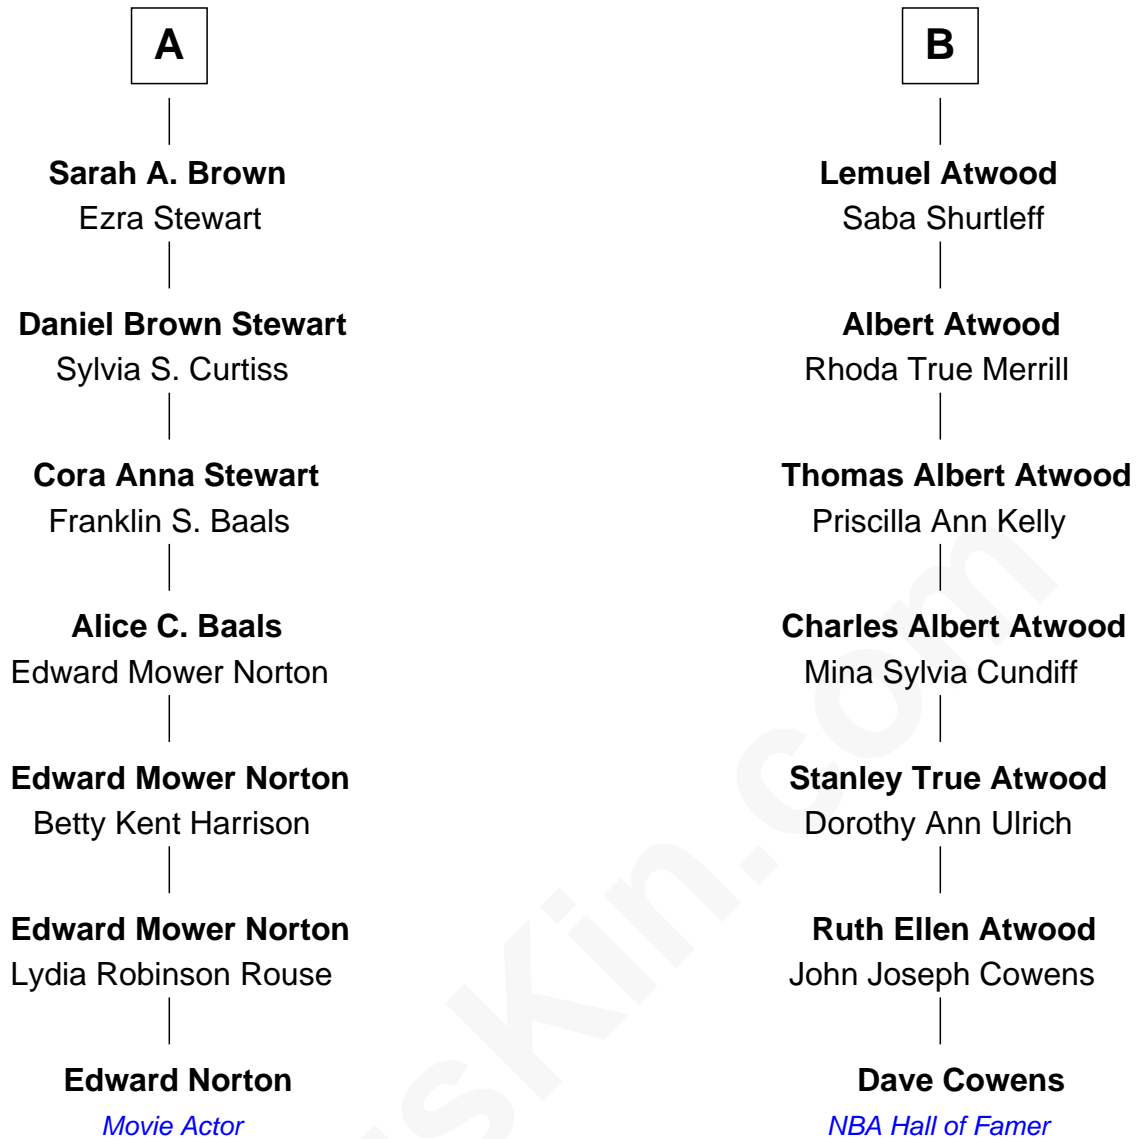 A
Sarah A. Brown
Ezra Stewart
Daniel Brown Stewart
Sylvia S. Curtiss
Cora Anna Stewart
Franklin S. Baals
Alice C. Baals
Edward Mower Norton
Edward Mower Norton
Betty Kent Harrison
Edward Mower Norton
Lydia Robinson Rouse
Edward Norton
Movie Actor
B
Lemuel Atwood
Saba Shurtleff
Albert Atwood
Rhoda True Merrill
Thomas Albert Atwood
Priscilla Ann Kelly
Charles Albert Atwood
Mina Sylvia Cundiff
Stanley True Atwood
Dorothy Ann Ulrich
Ruth Ellen Atwood
John Joseph Cowens
Dave Cowens
NBA Hall of Famer
sKin.com